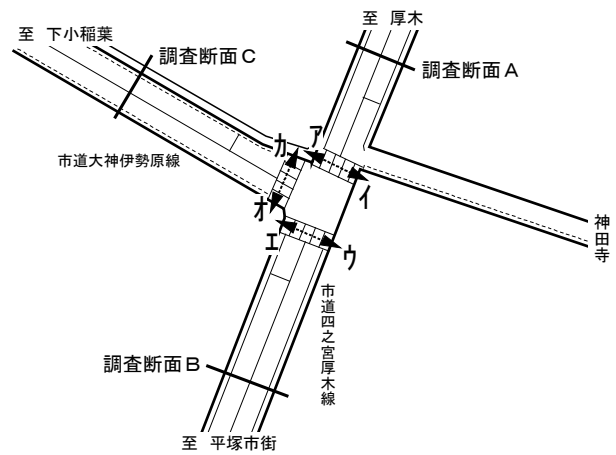 至 厚木
至 下小稲葉
調査断面C
調査断面A
市道大神伊勢原線
ア
カ
イ
オ
エ
ウ
神田寺
市道四之宮厚木線
調査断面B
至 平塚市街